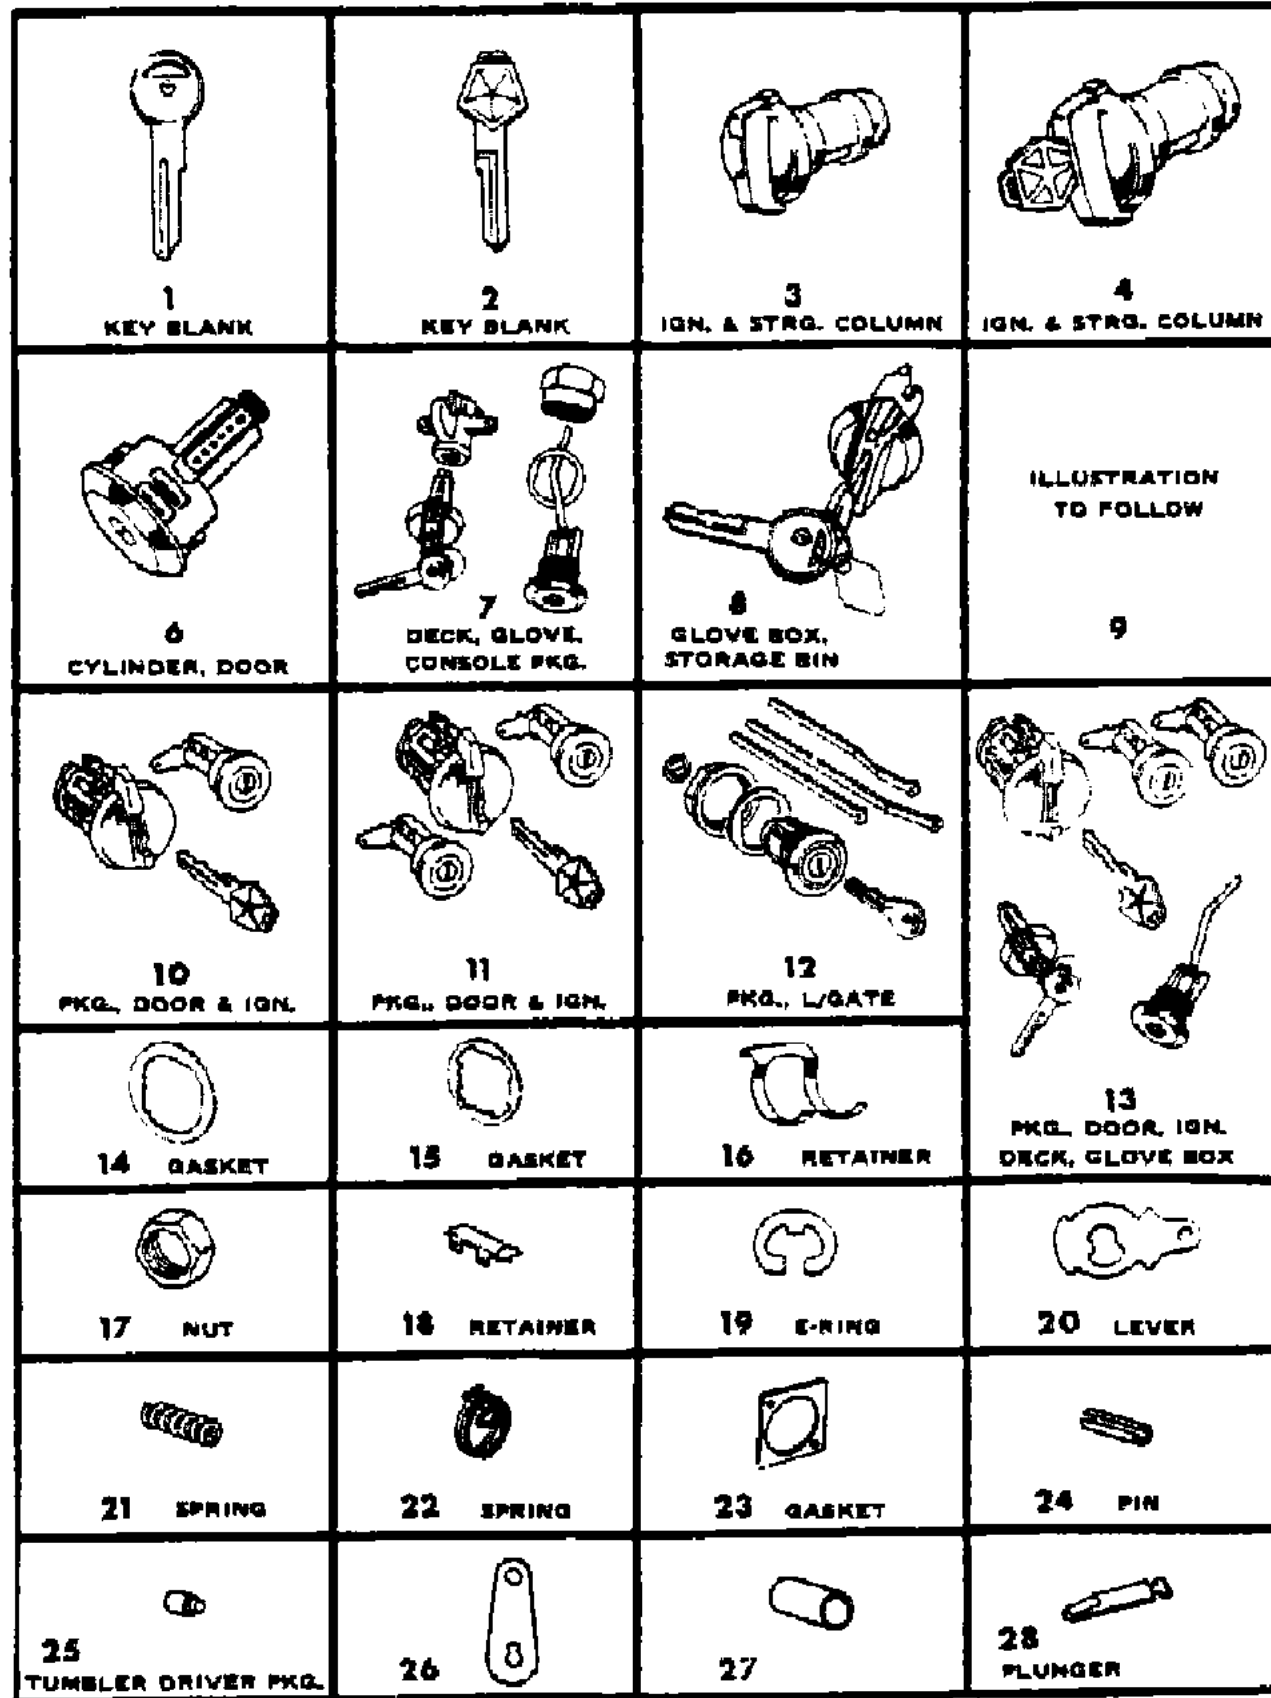 1
KEY BLANK
2
KEY BLANK
3
IGN. & STRG. COLUMN
4
IGN. & STRG. COLUMN
6
CYLINDER, DOOR
7
DECK, GLOVE,
CONSOLE PKG.
8
GLOVE BOX,
STORAGE BIN
ILLUSTRATION
TO FOLLOW
9
10
PKG., DOOR & IGN.
11
PKG., DOOR & IGN.
12
PKG., L/GATE
13
PKG., DOOR, IGN.
DECK, GLOVE BOX
14 GASKET
15 GASKET
16 RETAINER
17 NUT
18 RETAINER
19 E-RING
20 LEVER
21 SPRING
22 SPRING
23 GASKET
24 PIN
25
TUMBLER DRIVER PKG.
26
27
28
PLUNGER